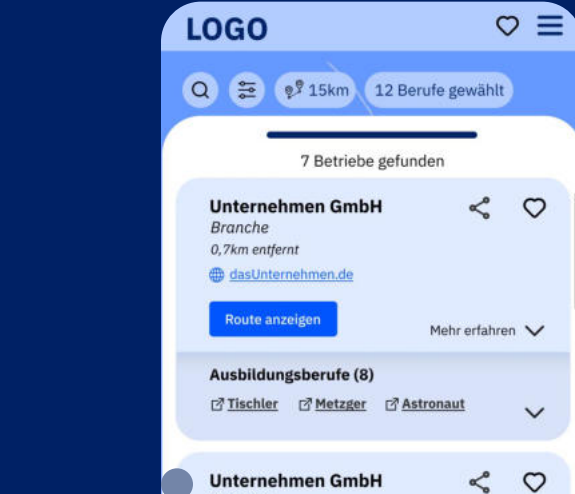 LOGO
15km
12 Berufe gewählt
7 Betriebe gefunden
Unternehmen GmbH
Branche
0,7km entfernt
dasUnternehmen.de
Route anzeigen
Mehr erfahren
Ausbildungsberufe (8)
Tischler Metzger Astronaut
Unternehmen GmbH